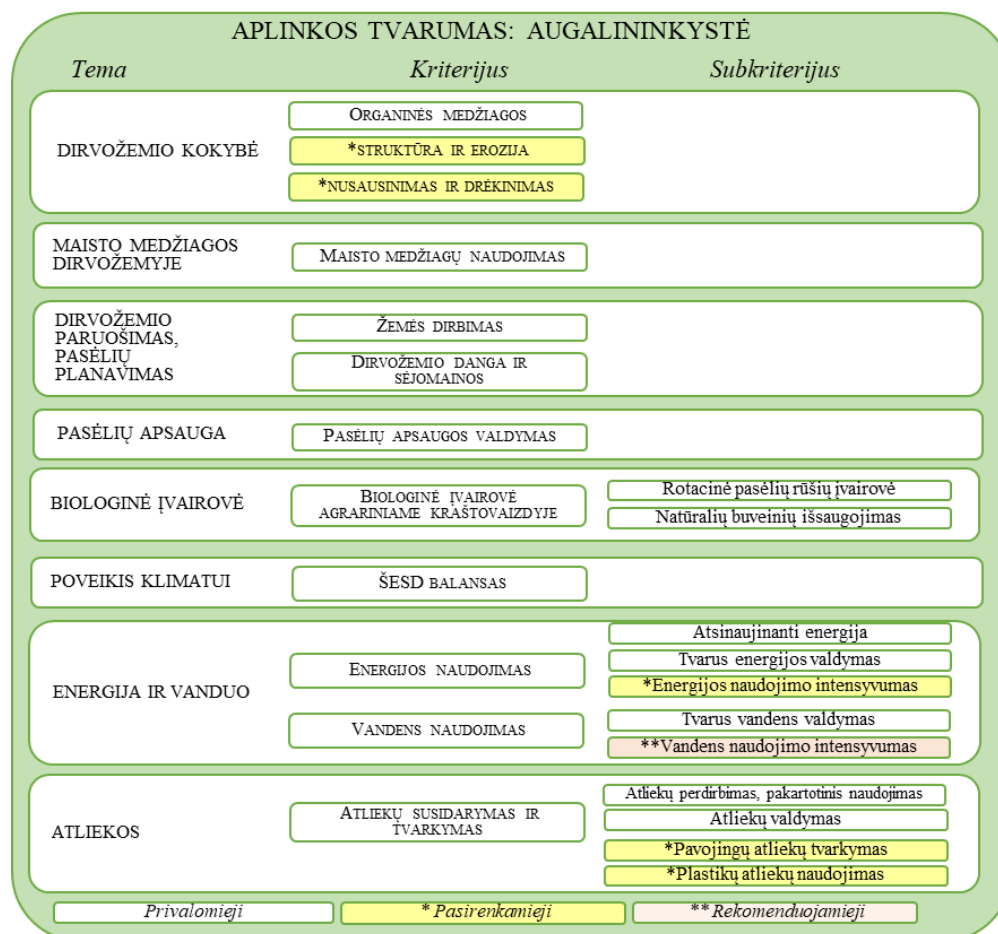 APLINKOS TVARUMAS: AUGALININKYSTĖ
Tema Kriterijus Subkriterijus
DIRVOŽEMIO KOKYBĖ
ORGANINĖS MEDŽIAGOS
*STRUKTŪRA IR EROZIJA
*NUSAUSINIMAS IR DRĖKINIMAS
MAISTO MEDŽIAGOS
DIRVOŽEMYJE
MAISTO MEDŽIAGŲ NAUDOJIMAS
DIRVOŽEMIO
PARUOŠIMAS,
PASĖLIŲ
PLANAVIMAS
ŽEMĖS DIRBIMAS
DIRVOŽEMIO DANGA IR
SĖJOMAINOS
PASĖLIŲ APSAUGA
PASĖLIŲ APSAUGOS VALDYMAS
BIOLOGINĖ ĮVAIROVĖ
BIOLOGINĖ ĮVAIROVĖ
AGRARINIAME KRAŠTOVAIZDYJE
Rotacinė pasėlių rūšių įvairovė
Natūralių buveinių išsaugojimas
POVEIKIS KLIMATUI
ŠESD BALANSAS
ENERGIJA IR VANDUO
ENERGIJOS NAUDOJIMAS
Atsinaujinanti energija
Tvarus energijos valdymas
*Energijos naudojimo intensyvumas
VANDENS NAUDOJIMAS
Tvarus vandens valdymas
**Vandens naudojimo intensyvumas
ATLIEKOS
ATLIEKŲ SUSIDARYMAS IR
TVARKYMAS
Atliekų perdirbimas, pakartotinis naudojimas
Atliekų valdymas
*Pavojingų atliekų tvarkymas
*Plastikų atliekų naudojimas
Privalomieji
* Pasirenkamieji
** Rekomenduojamieji